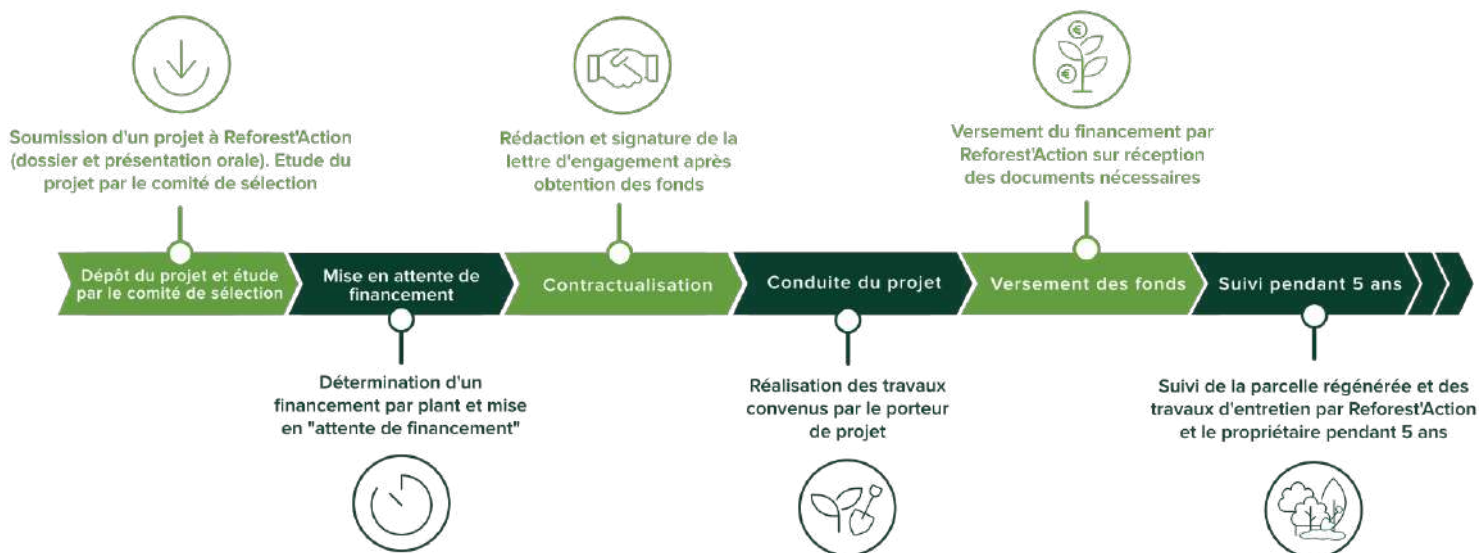 Soumission d'un projet à Reforest'Action
(dossier et présentation orale). Etude du
projet par le comité de sélection
Rédaction et signature de la
lettre d'engagement après
obtention des fonds
Versement du financement par
Reforest'Action sur réception
des documents nécessaires
Dépôt du projet et étude
par le comité de sélection
Mise en attente de
financement
Contractualisation
Conduite du projet
Versement des fonds
Suivi pendant 5 ans
Détermination d'un
financement par plant et mise
en "attente de financement"
Réalisation des travaux
convenus par le porteur
de projet
Suivi de la parcelle régénérée et des
travaux d'entretien par Reforest'Action
et le propriétaire pendant 5 ans